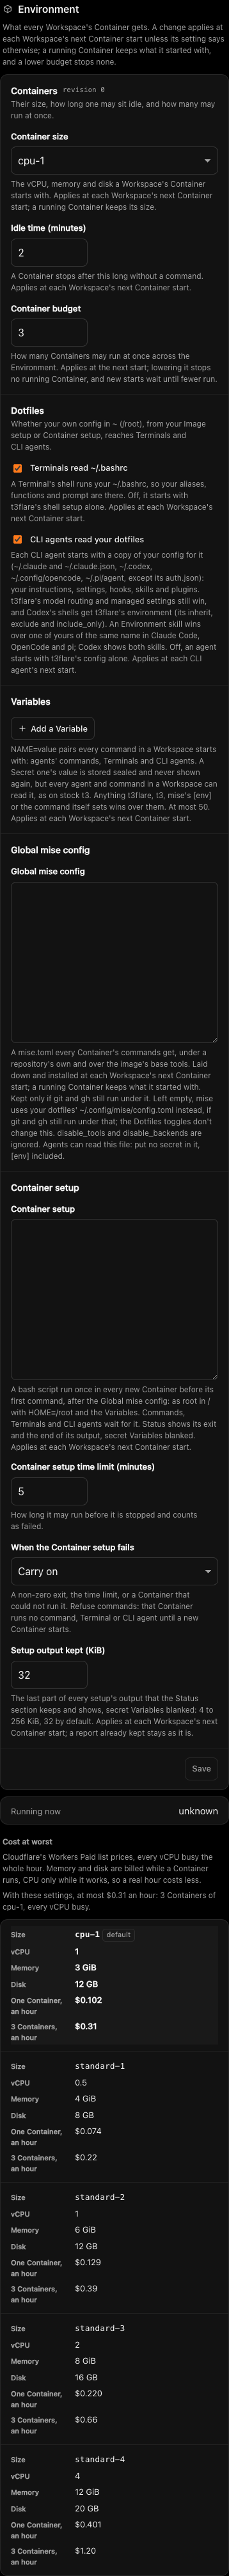 Environment
What every Workspace's Container gets. A change applies at
each Workspace's next Container start unless its setting says
otherwise; a running Container keeps what it started with,
and a lower budget stops none.
Containers revision 0
Their size, how long one may sit idle, and how many may
run at once.
Container size
cpu-1
The vCPU, memory and disk a Workspace's Container
starts with. Applies at each Workspace's next Container
start; a running Container keeps its size.
Idle time (minutes)
2
A Container stops after this long without a command.
Applies at each Workspace's next Container start.
Container budget
3
How many Containers may run at once across the
Environment. Applies at the next start; lowering it stops
no running Container, and new starts wait until fewer run.
Dotfiles
Whether your own config in ~ (/root), from your Image
setup or Container setup, reaches Terminals and
CLI agents.
Terminals read ~/.bashrc
A Terminal's shell runs your ~/.bashrc, so your aliases,
functions and prompt are there. Off, it starts with
t3flare's shell setup alone. Applies at each Workspace's
next Container start.
CLI agents read your dotfiles
Each CLI agent starts with a copy of your config for it
(~/.claude and ~/.claude.json, ~/.codex,
~/.config/opencode, ~/.pi/agent, except its auth.json):
your instructions, settings, hooks, skills and plugins.
t3flare's model routing and managed settings still win, and
Codex's shells get t3flare's environment (its inherit,
exclude and include_only). An Environment skill wins
over one of yours of the same name in Claude Code,
OpenCode and pi; Codex shows both skills. Off, an agent
starts with t3flare's config alone. Applies at each CLI
agent's next start.
Variables
+ Add a Variable
NAME=value pairs every command in a Workspace starts
with: agents' commands, Terminals and CLI agents. A
Secret one's value is stored sealed and never shown
again, but every agent and command in a Workspace can
read it, as on stock t3. Anything t3flare, t3, mise's [env]
or the command itself sets wins over them. At most 50.
Applies at each Workspace's next Container start.
Global mise config
Global mise config
A mise.toml every Container's commands get, under a
repository's own and over the image's base tools. Laid
down and installed at each Workspace's next Container
start; a running Container keeps what it started with.
Kept only if git and gh still run under it. Left empty, mise
uses your dotfiles' ~/.config/mise/config.toml instead, if
git and gh still run under that; the Dotfiles toggles don't
change this. disable_tools and disable_backends are
ignored. Agents can read this file: put no secret in it,
[env] included.
Container setup
Container setup
A bash script run once in every new Container before its
first command, after the Global mise config: as root in /
with HOME=/root and the Variables. Commands,
Terminals and CLI agents wait for it. Status shows its exit
and the end of its output, secret Variables blanked.
Applies at each Workspace's next Container start.
Container setup time limit (minutes)
5
How long it may run before it is stopped and counts
as failed.
When the Container setup fails
Carry on
A non-zero exit, the time limit, or a Container that
could not run it. Refuse commands: that Container
runs no command, Terminal or CLI agent until a new
Container starts.
Setup output kept (KiB)
32
The last part of every setup's output that the Status
section keeps and shows, secret Variables blanked: 4 to
256 KiB, 32 by default. Applies at each Workspace's next
Container start; a report already kept stays as it is.
Save
Running now unknown
Cost at worst
Cloudflare's Workers Paid list prices, every vCPU busy the
whole hour. Memory and disk are billed while a Container
runs, CPU only while it works, so a real hour costs less.
With these settings, at most $0.31 an hour: 3 Containers of
cpu-1, every vCPU busy.
Size cpu-1 default
vCPU 1
Memory 3 GiB
Disk 12 GB
One Container, an hour $0.102
3 Containers, an hour $0.31
Size standard-1
vCPU 0.5
Memory 4 GiB
Disk 8 GB
One Container, an hour $0.074
3 Containers, an hour $0.22
Size standard-2
vCPU 1
Memory 6 GiB
Disk 12 GB
One Container, an hour $0.129
3 Containers, an hour $0.39
Size standard-3
vCPU 2
Memory 8 GiB
Disk 16 GB
One Container, an hour $0.220
3 Containers, an hour $0.66
Size standard-4
vCPU 4
Memory 12 GiB
Disk 20 GB
One Container, an hour $0.401
3 Containers, an hour $1.20